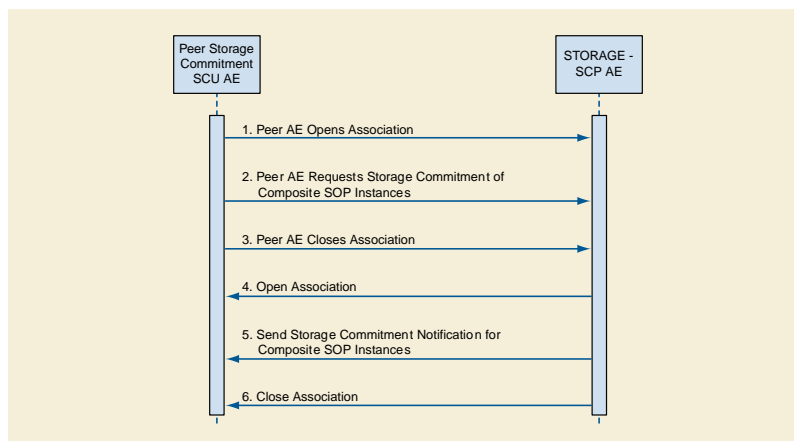 Peer Storage
Commitment
SCU AE
STORAGE -
SCP AE
1. Peer AE Opens Association
2. Peer AE Requests Storage Commitment of
Composite SOP Instances
3. Peer AE Closes Association
4. Open Association
5. Send Storage Commitment Notification for
Composite SOP Instances
6. Close Association